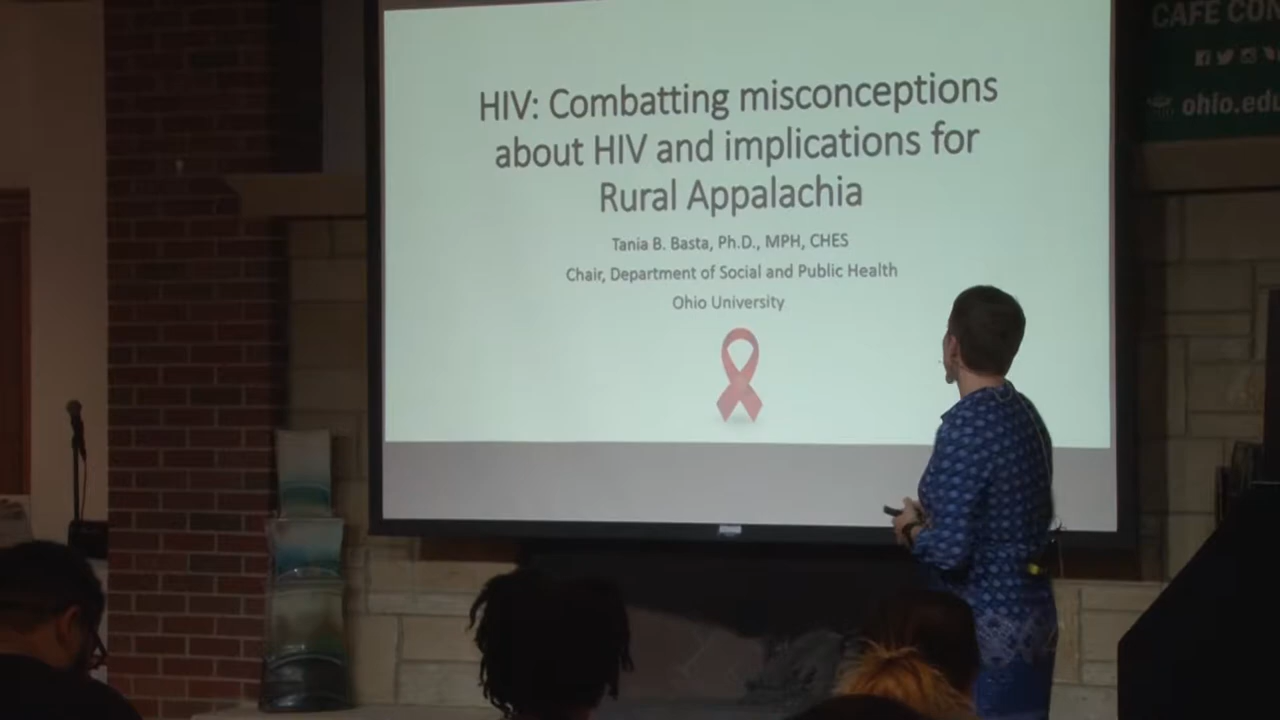 HIV: Combatting misconceptions
about HIV and implications for
Rural Appalachia
Tania B. Basta, Ph.D., MPH, CHES
Chair, Department of Social and Public Health
Ohio University
CAFE CON
ohio.edu